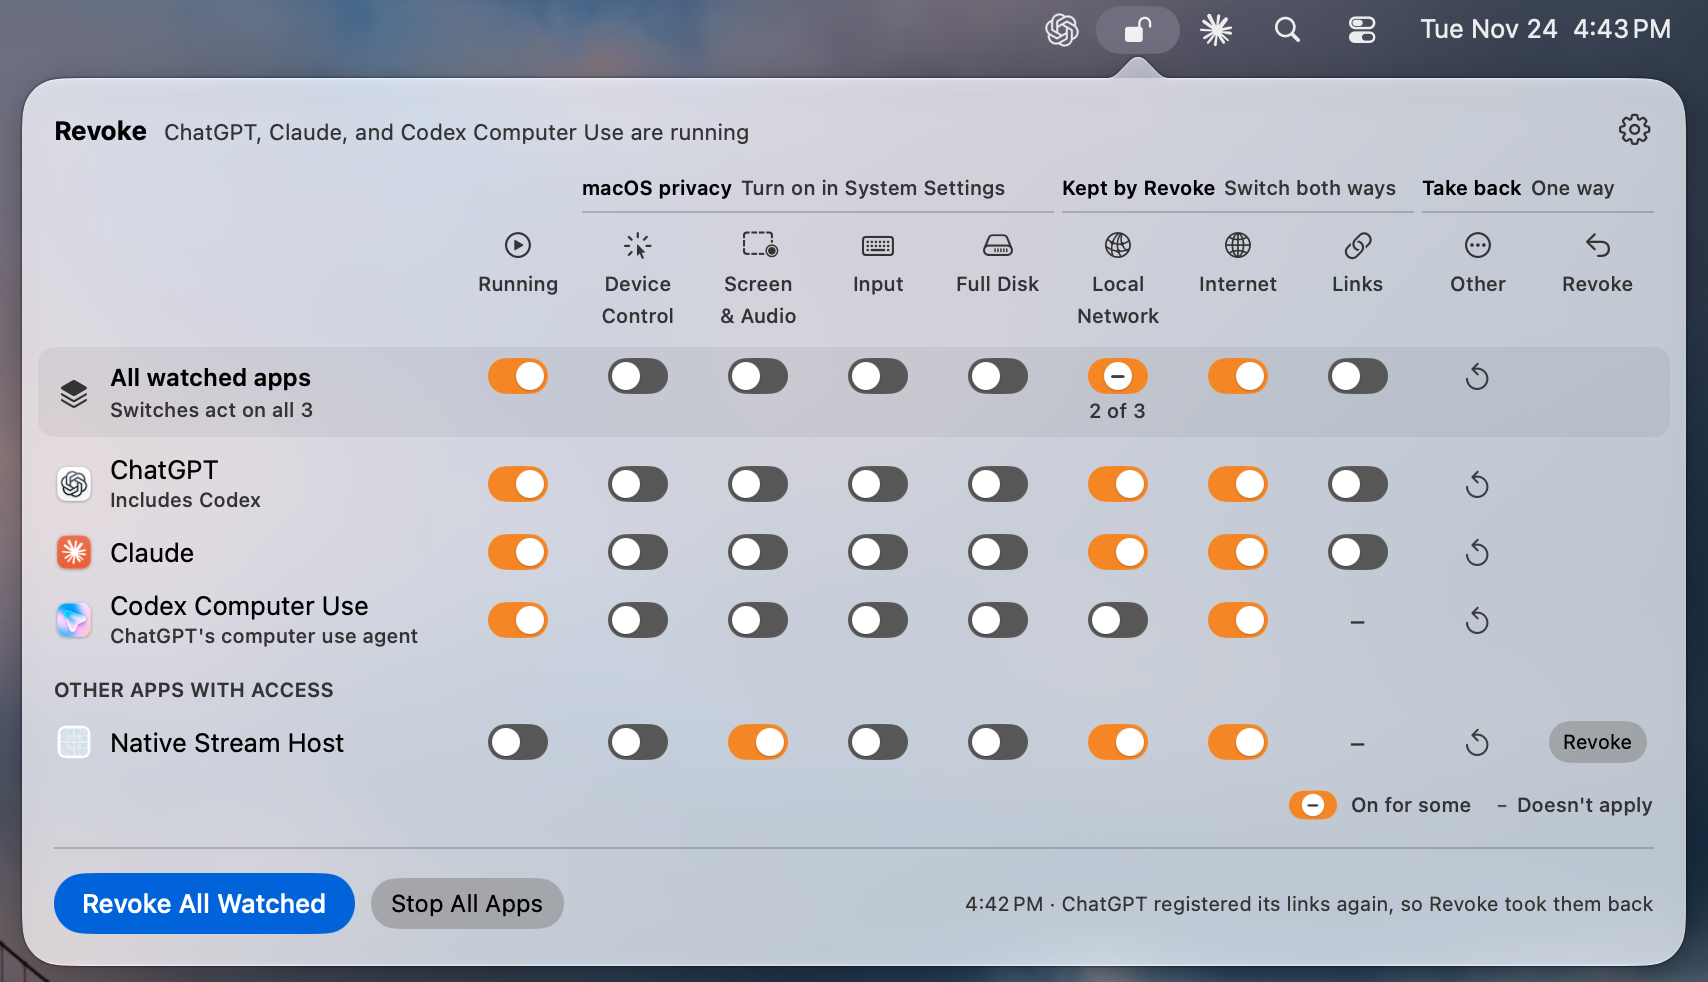 Tue Nov 24 4:43 PM
Revoke ChatGPT, Claude, and Codex Computer Use are running
macOS privacy Turn on in System Settings
Kept by Revoke Switch both ways
Take back One way
Running
Device Control
Screen & Audio
Input
Full Disk
Local Network
Internet
Links
Other
Revoke
All watched apps
Switches act on all 3
2 of 3
ChatGPT
Includes Codex
Claude
Codex Computer Use
ChatGPT's computer use agent
–
OTHER APPS WITH ACCESS
Native Stream Host
–
Revoke
On for some
– Doesn't apply
Revoke All Watched
Stop All Apps
4:42 PM · ChatGPT registered its links again, so Revoke took them back